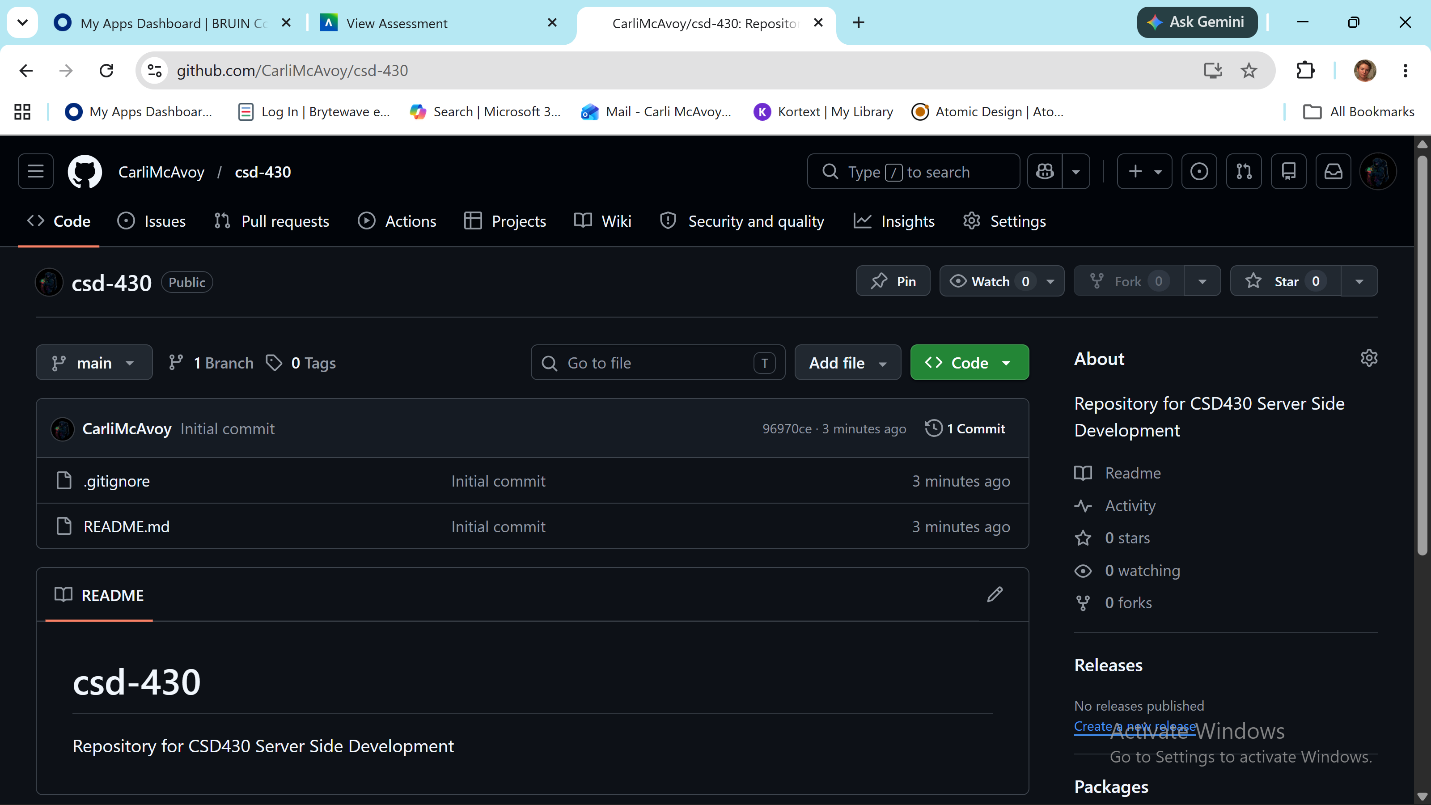 My Apps Dashboard | BRUIN Co
View Assessment
CarliMcAvoy/csd-430: Reposito
Ask Gemini
github.com/CarliMcAvoy/csd-430
My Apps Dashboar...
Log In | Brytewave e...
Search | Microsoft 3...
Mail - Carli McAvoy...
K
Kortext | My Library
Atomic Design | Ato...
All Bookmarks
CarliMcAvoy / csd-430
Type / to search
Code
Issues
Pull requests
Actions
Projects
Wiki
Security and quality
Insights
Settings
csd-430
Public
Pin
Watch 0
Fork 0
Star 0
main
1 Branch
0 Tags
Go to file
T
Add file
Code
CarliMcAvoy Initial commit
96970ce · 3 minutes ago
1 Commit
.gitignore
Initial commit
3 minutes ago
README.md
Initial commit
3 minutes ago
README
csd-430
Repository for CSD430 Server Side Development
About
Repository for CSD430 Server Side
Development
Readme
Activity
0 stars
0 watching
0 forks
Releases
No releases published
Create a new release
Activate Windows
Go to Settings to activate Windows.
Packages